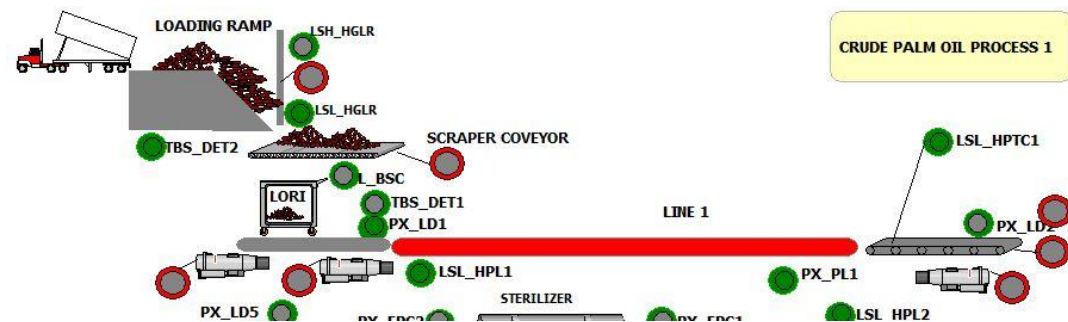 LOADING RAMP
LSH_HGLR
CRUDE PALM OIL PROCESS 1
LSL_HGLR
TBS_DET2
SCRAPER COVEYOR
LSL_HPTC1
L_BSC
LORI
TBS_DET1
LINE 1
PX_LD1
PX_LD2
LSL_HPL1
PX_PL1
STERILIZER
PX_LD5
LSL_HPL2